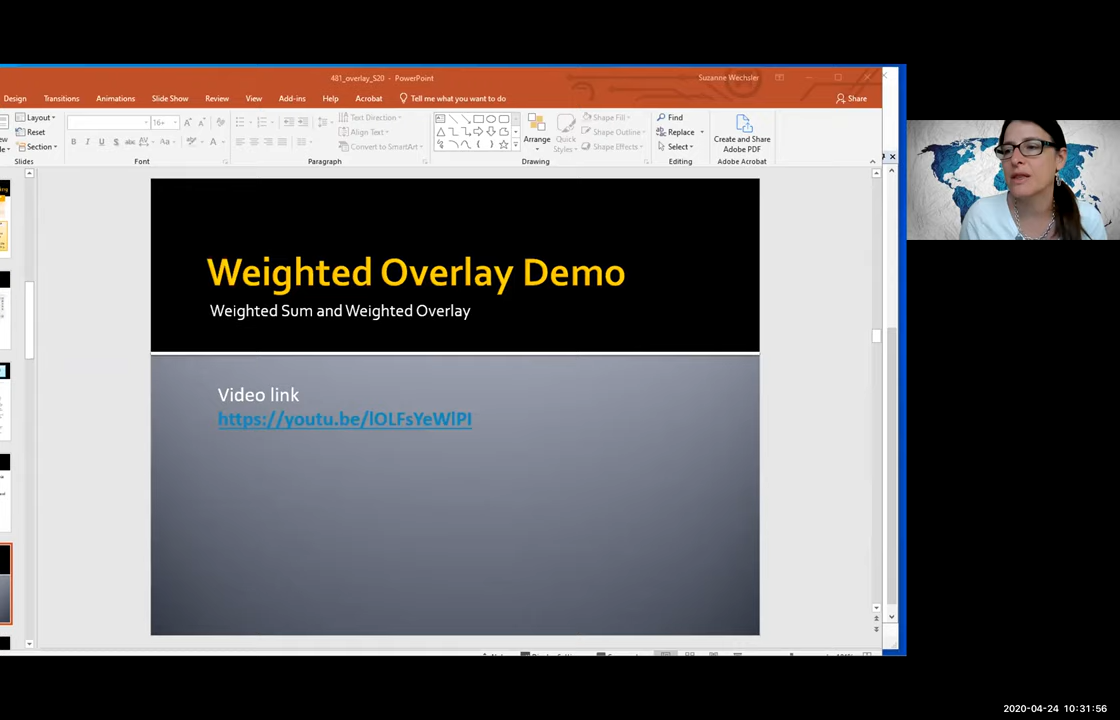 481_overlay_S20 - PowerPoint
Suzanne Wechsler
Design Transitions Animations Slide Show Review View Add-ins Help Acrobat Tell me what you want to do Share
Layout
Reset
Section
Slides
16+
Font
Text Direction
Align Text
Convert to SmartArt
Paragraph
Arrange
Quick Styles
Shape Fill
Shape Outline
Shape Effects
Drawing
Find
Replace
Select
Editing
Create and Share Adobe PDF
Adobe Acrobat
Weighted Overlay Demo
Weighted Sum and Weighted Overlay
Video link
https://youtu.be/lOLFsYeWlPI
2020-04-24 10:31:56